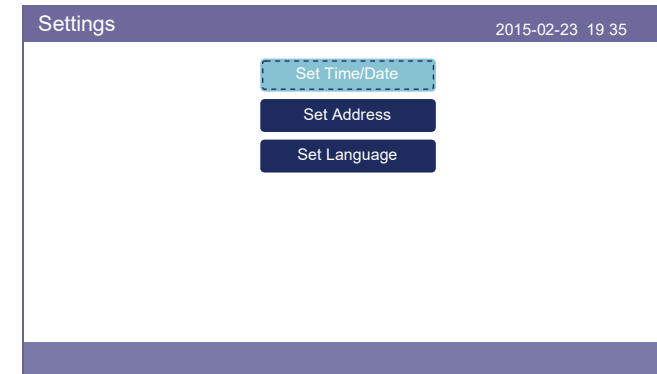 Settings
2015-02-23 19 35
Set Time/Date
Set Address
Set Language